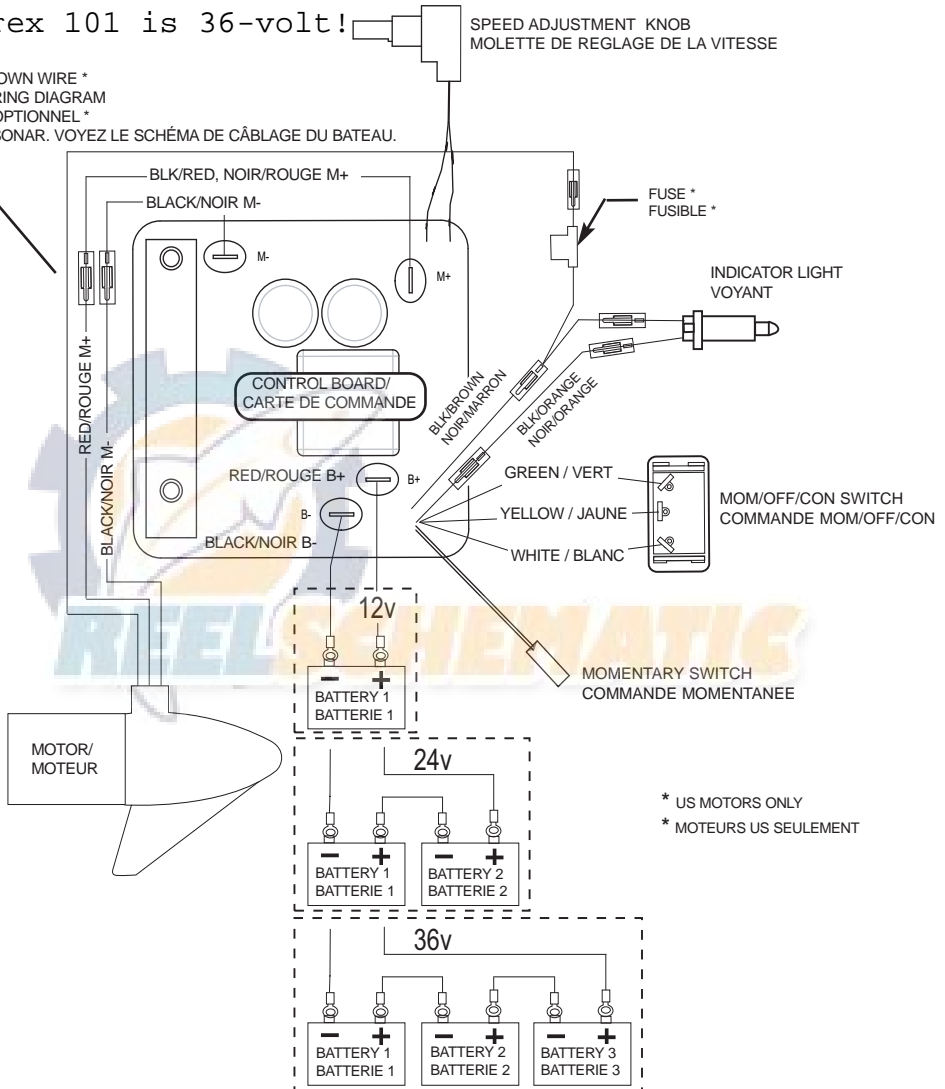 rex 101 is 36-volt!
SPEED ADJUSTMENT KNOB
MOLETTE DE REGLAGE DE LA VITESSE
OWN WIRE *
RING DIAGRAM
OPTIONNEL *
SONAR. VOYEZ LE SCHÉMA DE CÂBLAGE DU BATEAU.
BLK/RED, NOIR/ROUGE M+
BLACK/NOIR M-
FUSE *
FUSIBLE *
M-
M+
INDICATOR LIGHT
VOYANT
RED/ROUGE M+
BLACK/NOIR M-
CONTROL BOARD/
CARTE DE COMMANDE
BLK/BROWN
NOIR/MARRON
BLK/ORANGE
NOIR/ORANGE
RED/ROUGE B+
B+
B-
BLACK/NOIR B-
GREEN / VERT
YELLOW / JAUNE
WHITE / BLANC
MOM/OFF/CON SWITCH
COMMANDE MOM/OFF/CON
REELSCHEMATIC
12v
- +
BATTERY 1
BATTERIE 1
MOMENTARY SWITCH
COMMANDE MOMENTANEE
MOTOR/
MOTEUR
24v
- +
BATTERY 1
BATTERIE 1
- +
BATTERY 2
BATTERIE 2
* US MOTORS ONLY
* MOTEURS US SEULEMENT
36v
- +
BATTERY 1
BATTERIE 1
- +
BATTERY 2
BATTERIE 2
- +
BATTERY 3
BATTERIE 3